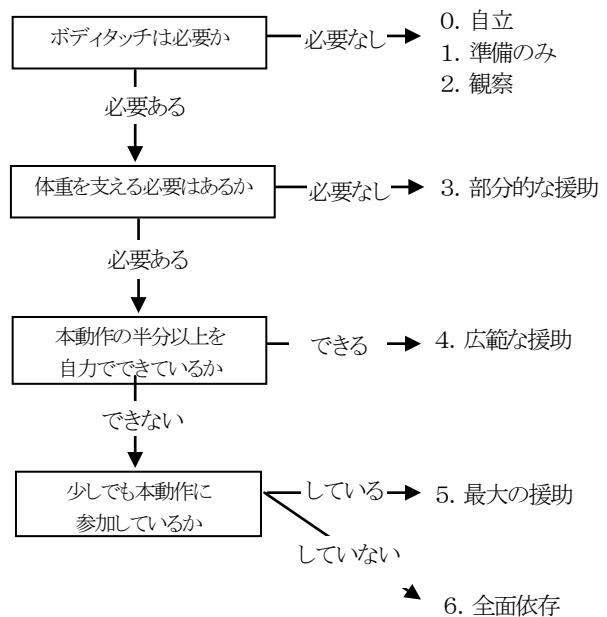 ボディタッチは必要か
必要なし
0. 自立
1. 準備のみ
2. 観察
必要ある
体重を支える必要はあるか
必要なし
3. 部分的な援助
必要ある
本動作の半分以上を
自力でできているか
できる
4. 広範な援助
できない
少しでも本動作に
参加しているか
している
5. 最大の援助
していない
6. 全面依存